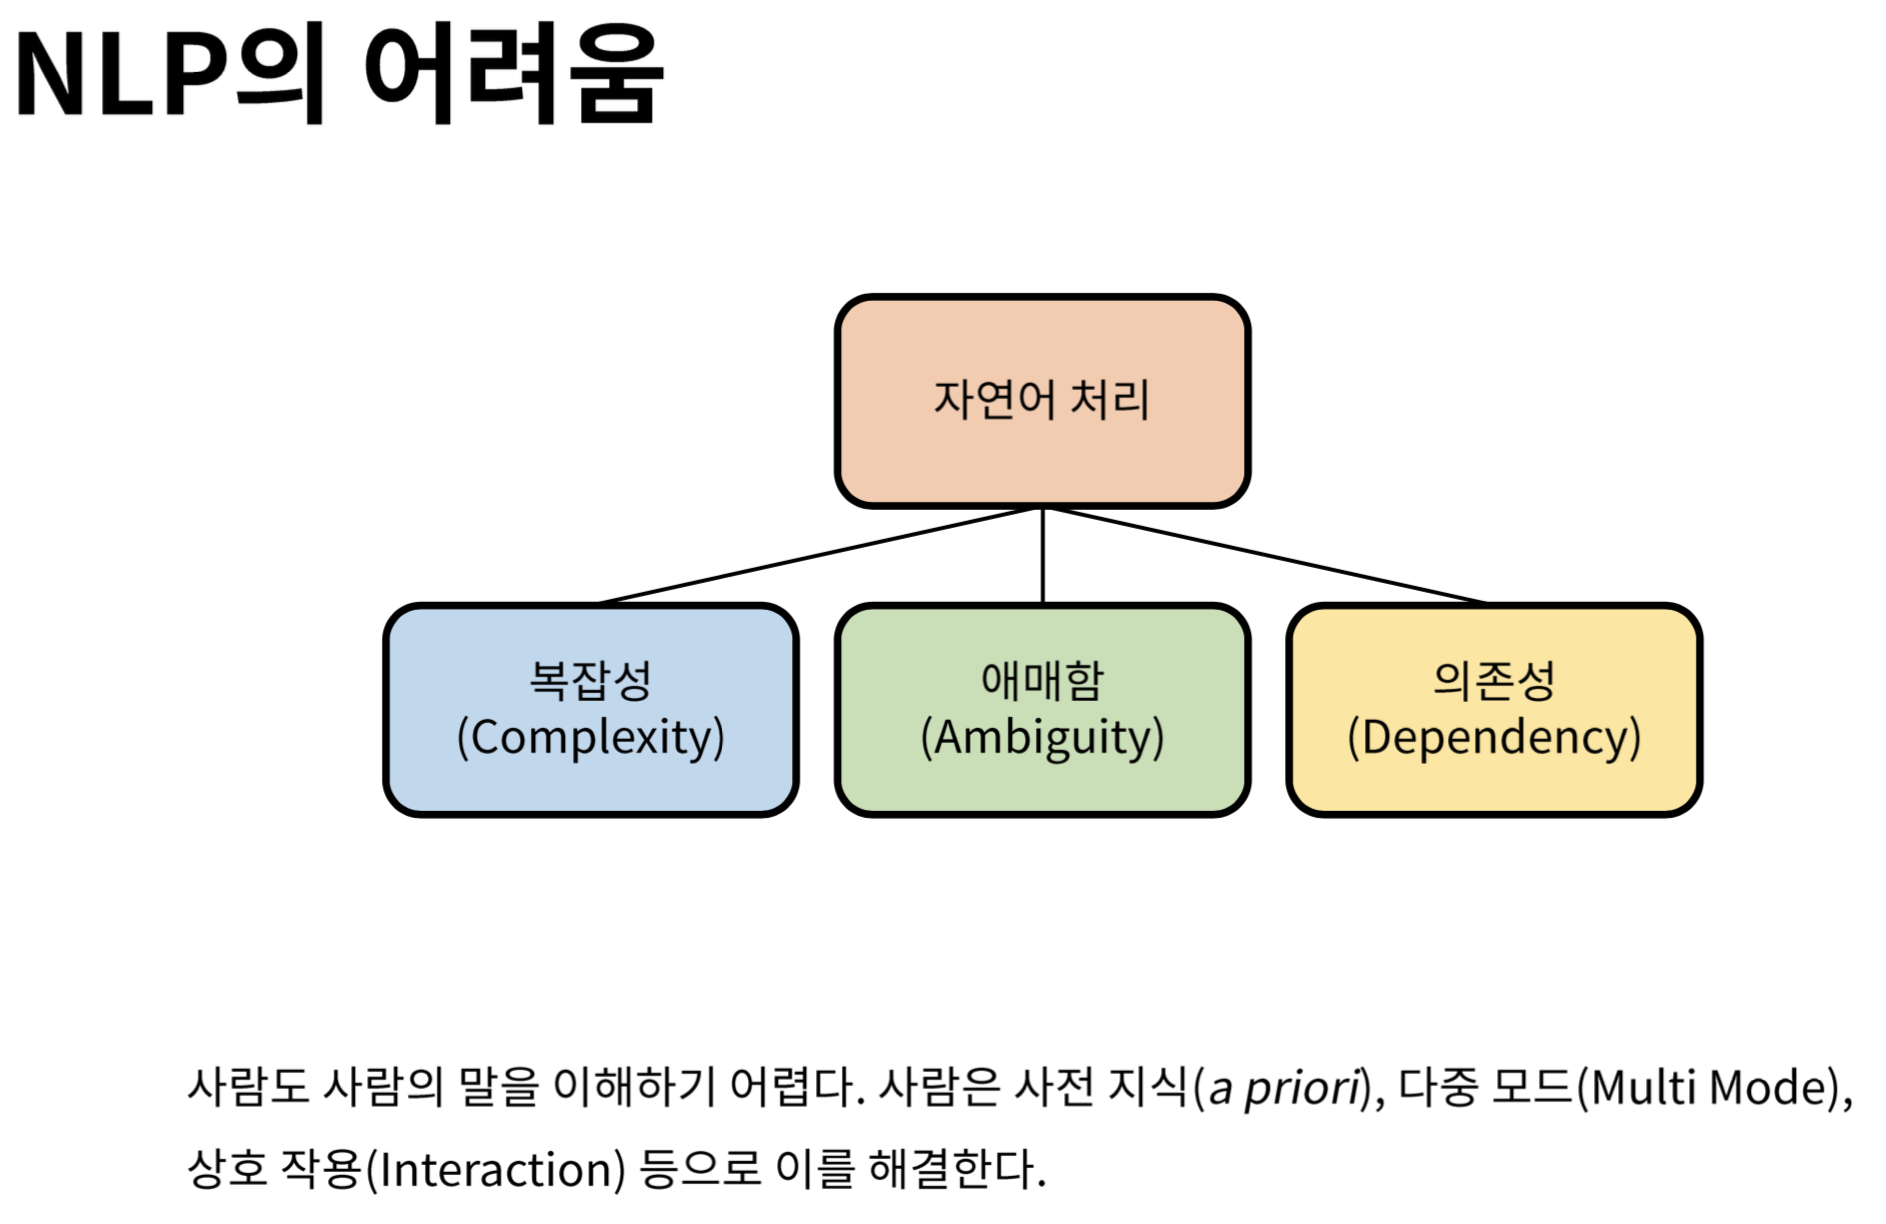 NLP의 어려움
자연어 처리
복잡성
(Complexity)
애매함
(Ambiguity)
의존성
(Dependency)
사람도 사람의 말을 이해하기 어렵다. 사람은 사전 지식(a priori), 다중 모드(Multi Mode),
상호 작용(Interaction) 등으로 이를 해결한다.